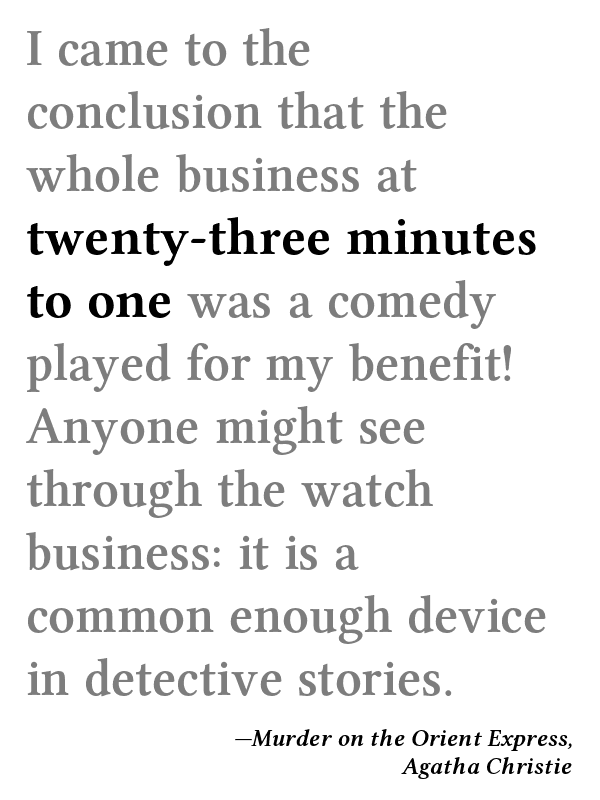 I came to the
conclusion that the
whole business at
twenty-three minutes
to one was a comedy
played for my benefit!
Anyone might see
through the watch
business: it is a
common enough device
in detective stories.
—Murder on the Orient Express,
Agatha Christie